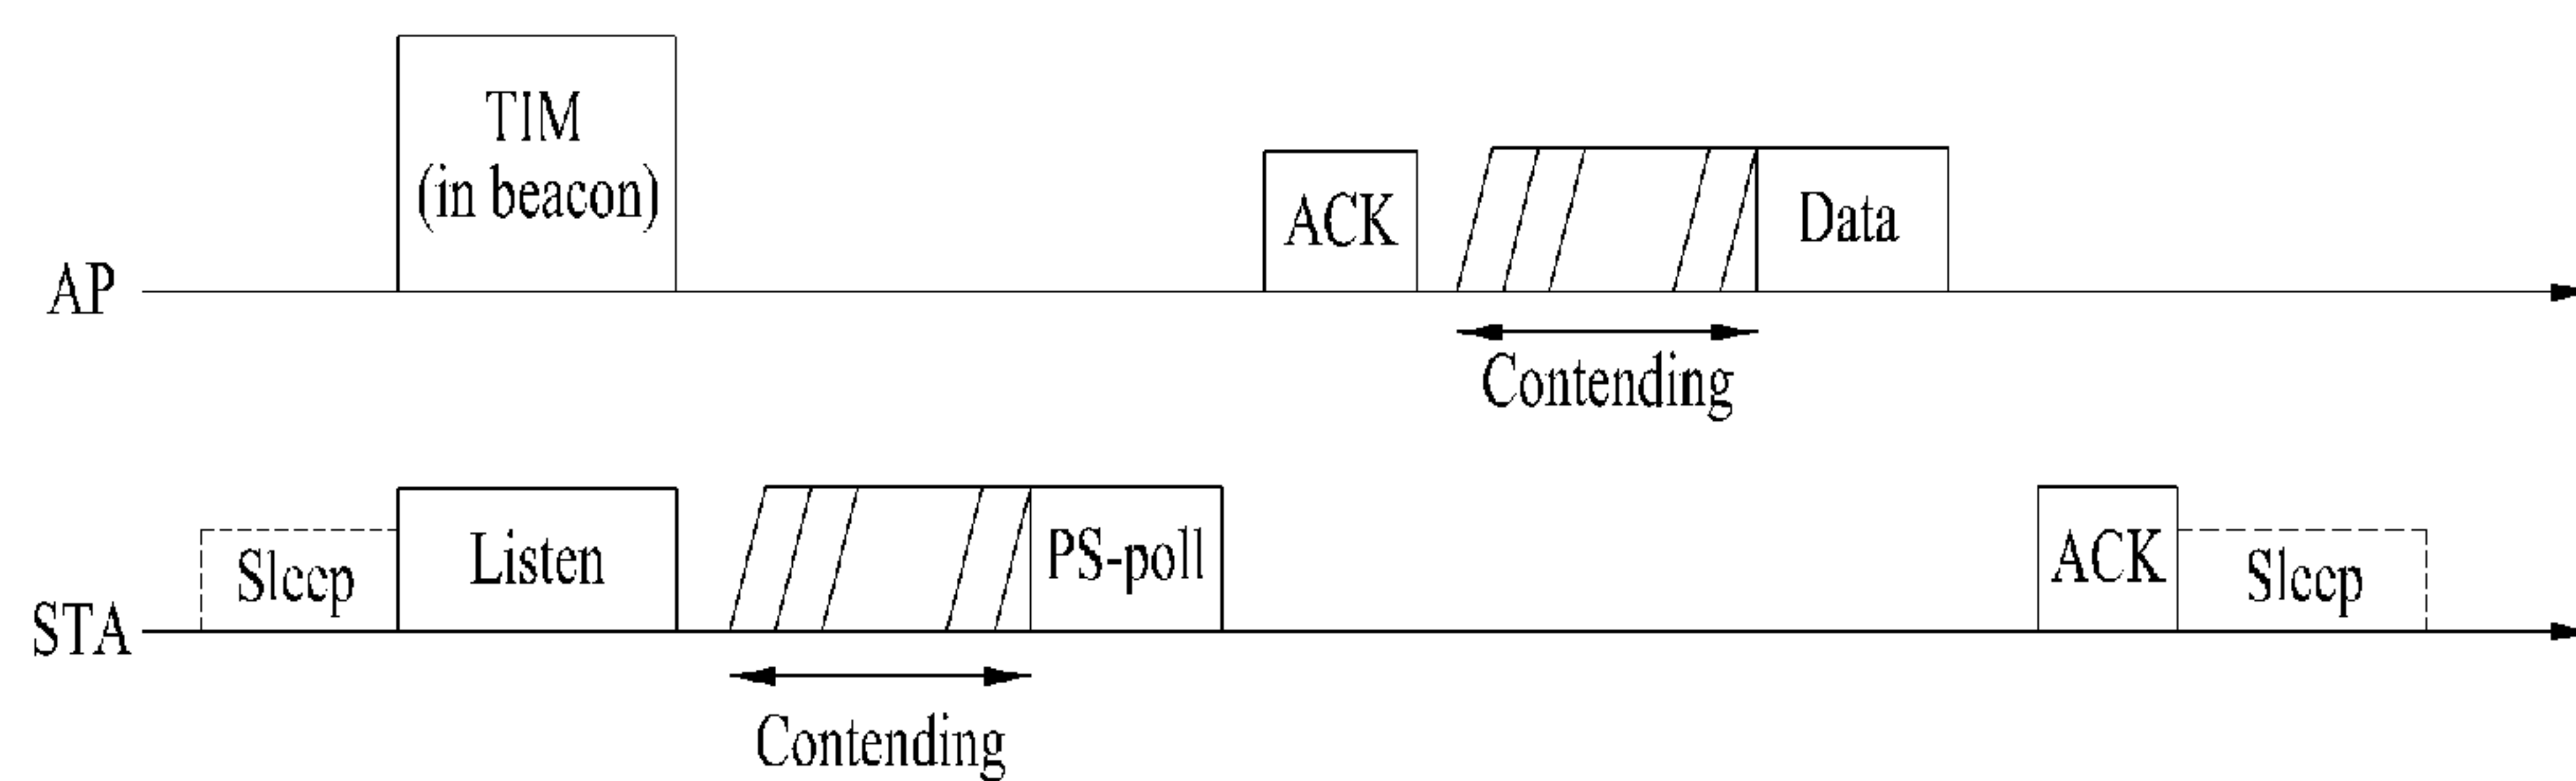 TIM
(in beacon)
ACK
Data
AP
Contending
Sleep
Listen
PS-poll
ACK
Sleep
STA
Contending